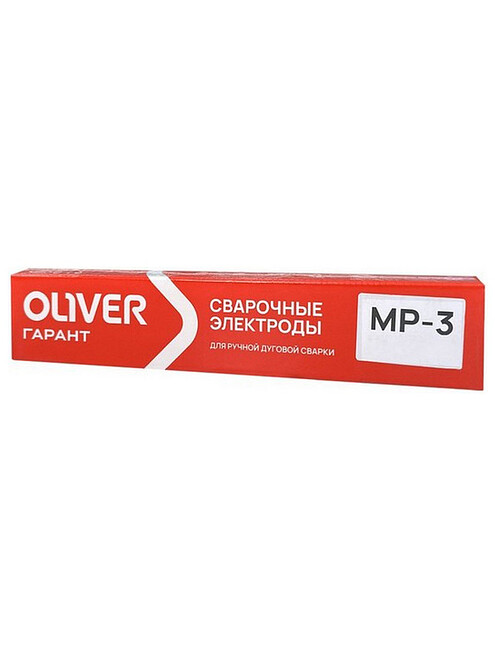 OLIVER
ГАРАНТ
СВАРОЧНЫЕ
ЭЛЕКТРОДЫ
ДЛЯ РУЧНОЙ ДУГОВОЙ СВАРКИ
МР-3